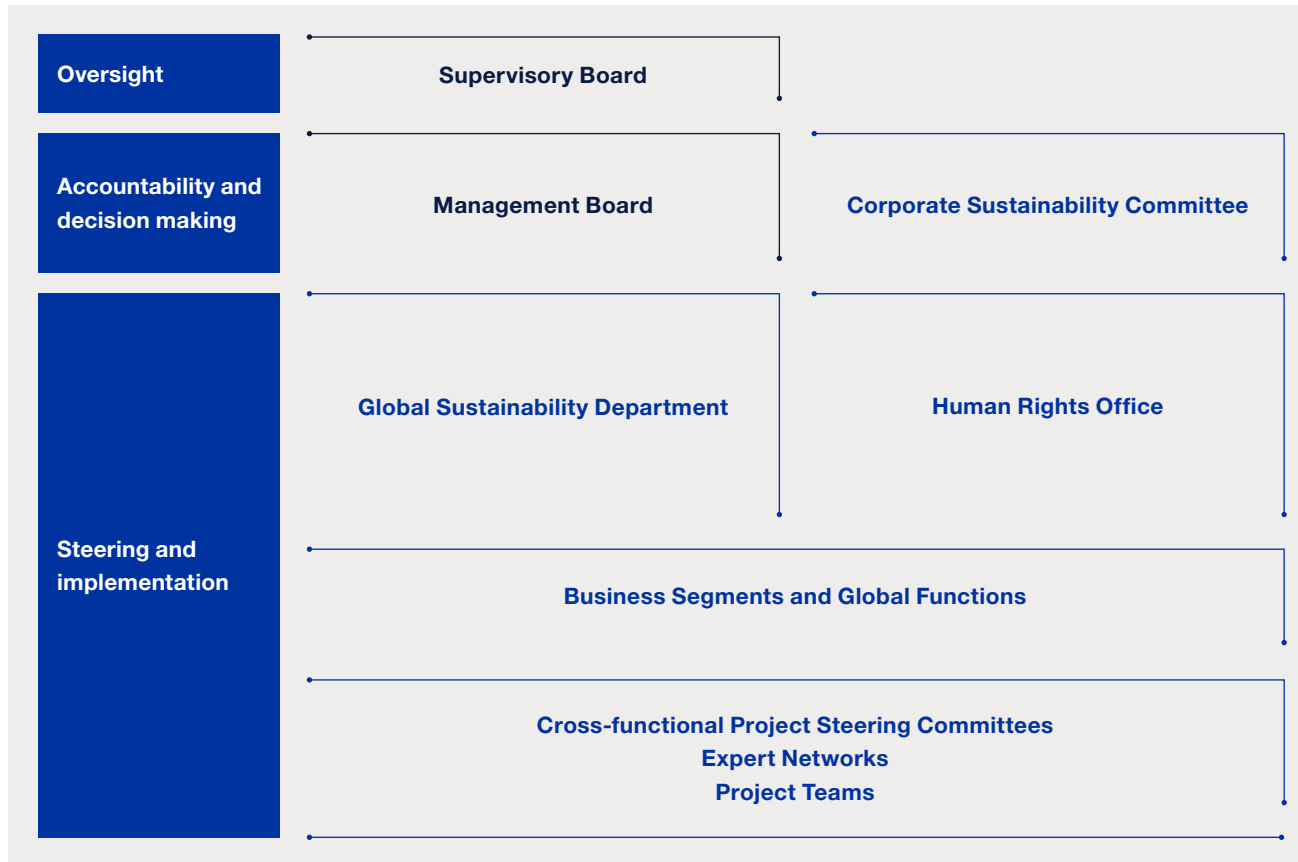 Oversight
Supervisory Board
Accountability and
decision making
Management Board
Corporate Sustainability Committee
Steering and
implementation
Global Sustainability Department
Human Rights Office
Business Segments and Global Functions
Cross-functional Project Steering Committees
Expert Networks
Project Teams